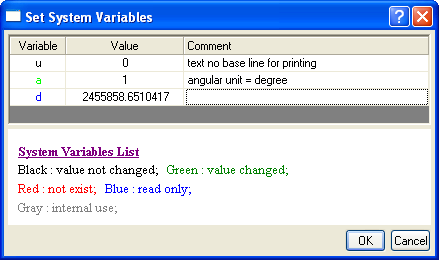 Set System Variables
Variable Value Comment
u 0 text no base line for printing
a 1 angular unit = degree
d 2455858.6510417
System Variables List
Black : value not changed; Green : value changed;
Red : not exist; Blue : read only;
Gray : internal use;
OK Cancel